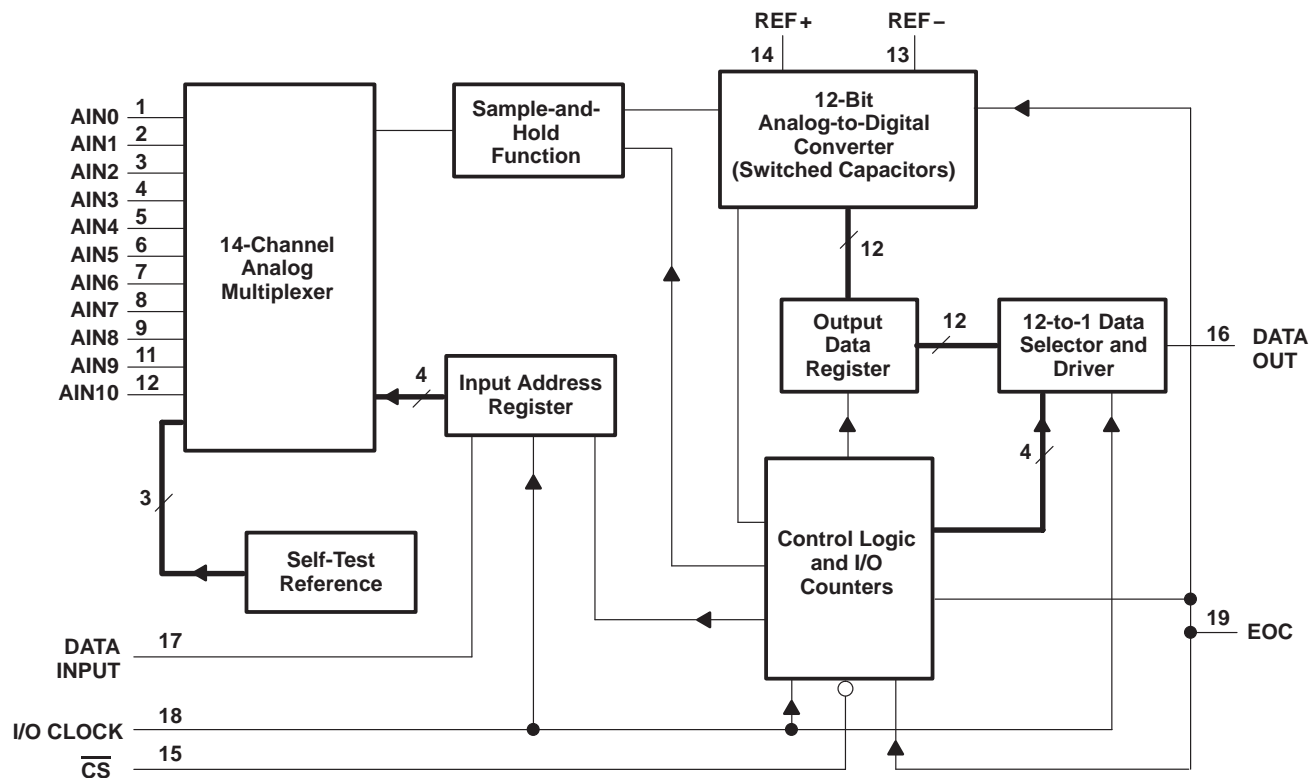 REF+
REF–
14
13
12-Bit
Analog-to-Digital
Converter
(Switched Capacitors)
14-Channel
Analog
Multiplexer
Sample-and-
Hold
Function
AIN0 1
AIN1 2
AIN2 3
AIN3 4
AIN4 5
AIN5 6
AIN6 7
AIN7 8
AIN8 9
AIN9 11
AIN10 12
12
Output
Data
Register
12
12-to-1 Data
Selector and
Driver
16
DATA
OUT
4
Input Address
Register
4
3
Self-Test
Reference
Control Logic
and I/O
Counters
19
EOC
DATA
INPUT
17
I/O CLOCK
18
C̅S̅
15